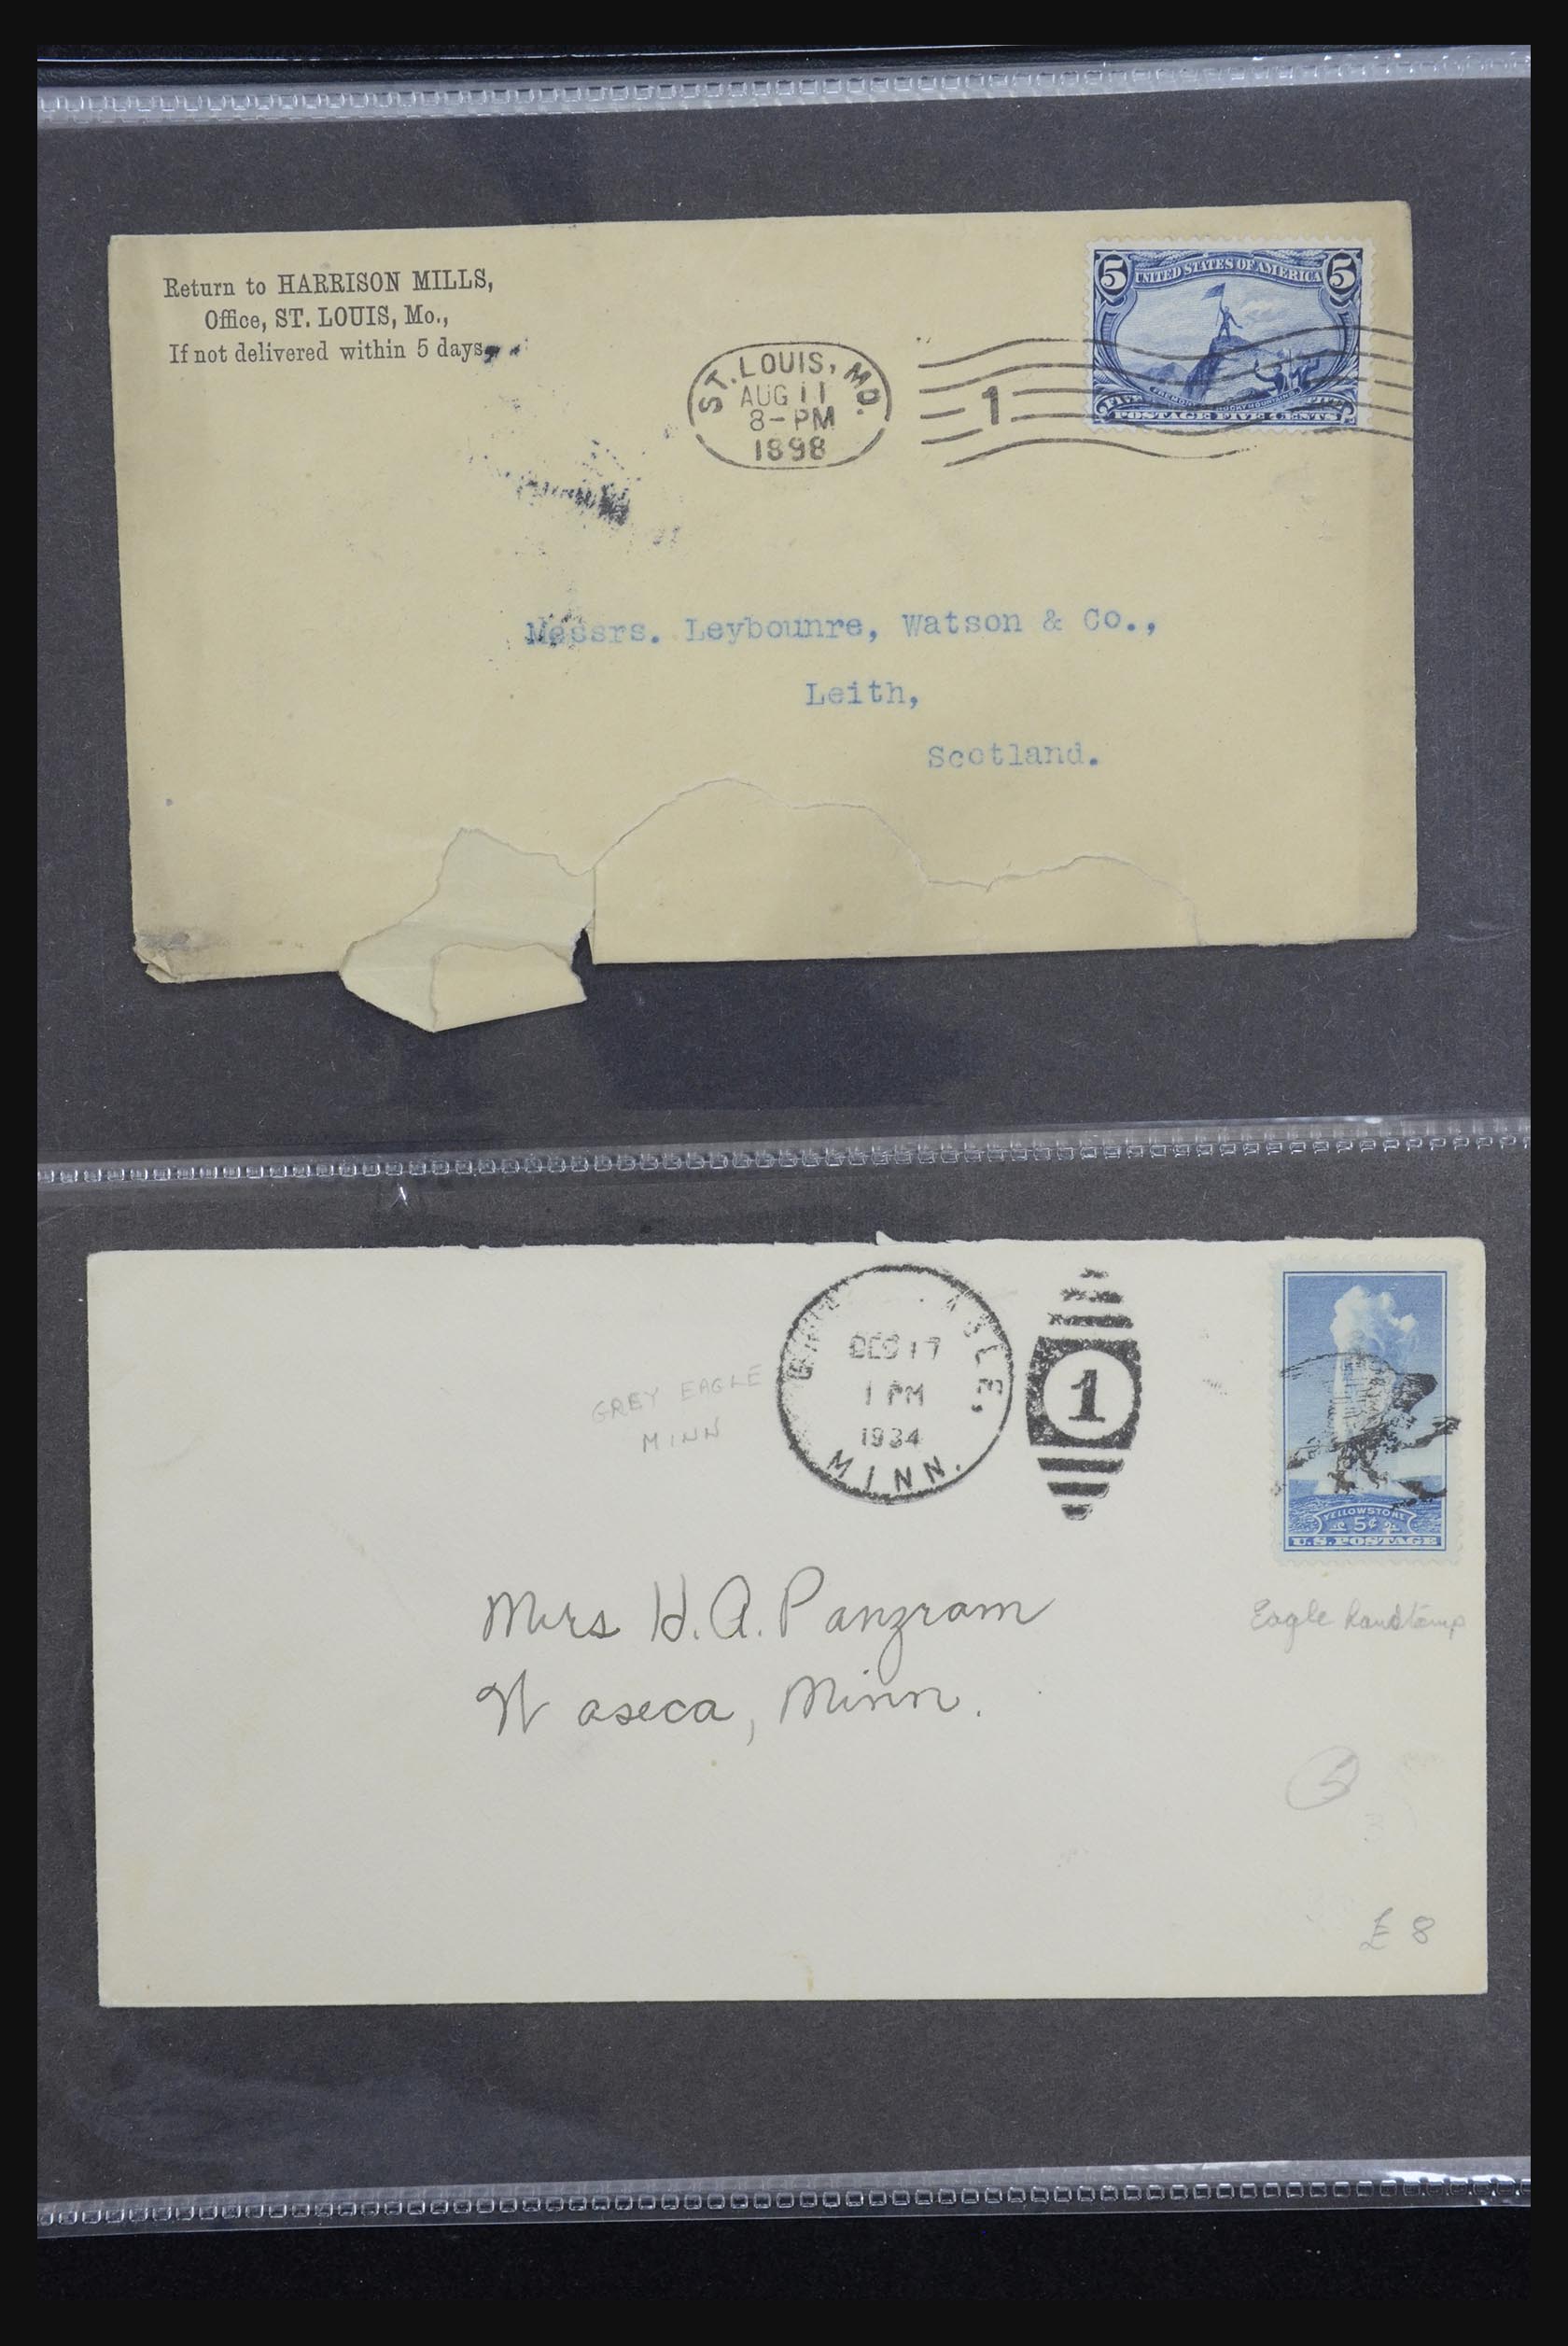 Return to HARRISON MILLS,
Office, ST. LOUIS, Mo.,
If not delivered within 5 days.
ST. LOUIS, MO.
AUG 11
8-PM
1898
1
5 UNITED STATES OF AMERICA 5
FIVE FIVE
POSTAGE FIVE CENTS
Messrs. Leybounre, Watson & Co.,
Leith,
Scotland.
GREY EAGLE
MINN
DEC 17
1 PM
1934
MINN.
1
YELLOWSTONE
5¢
U.S. POSTAGE
Eagle handstamp
Mrs H. A. Panzram
Waseca, Minn.
£ 8